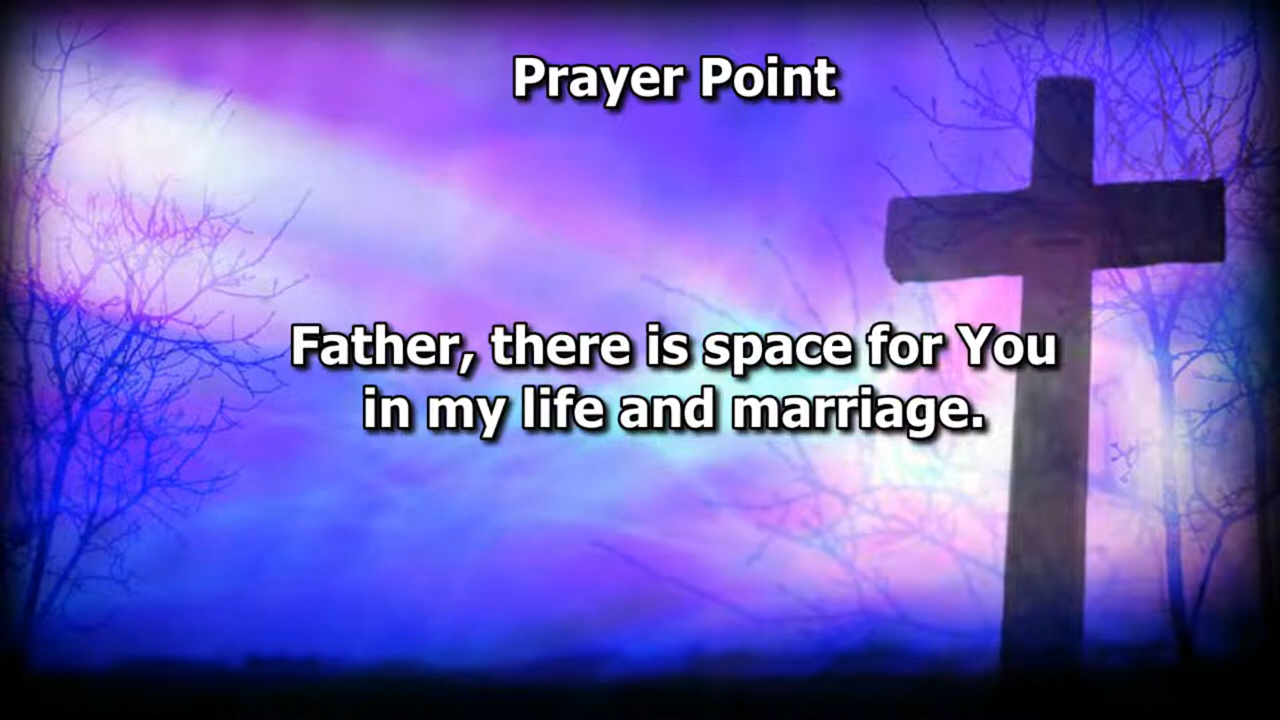 Prayer Point
Father, there is space for You
in my life and marriage.